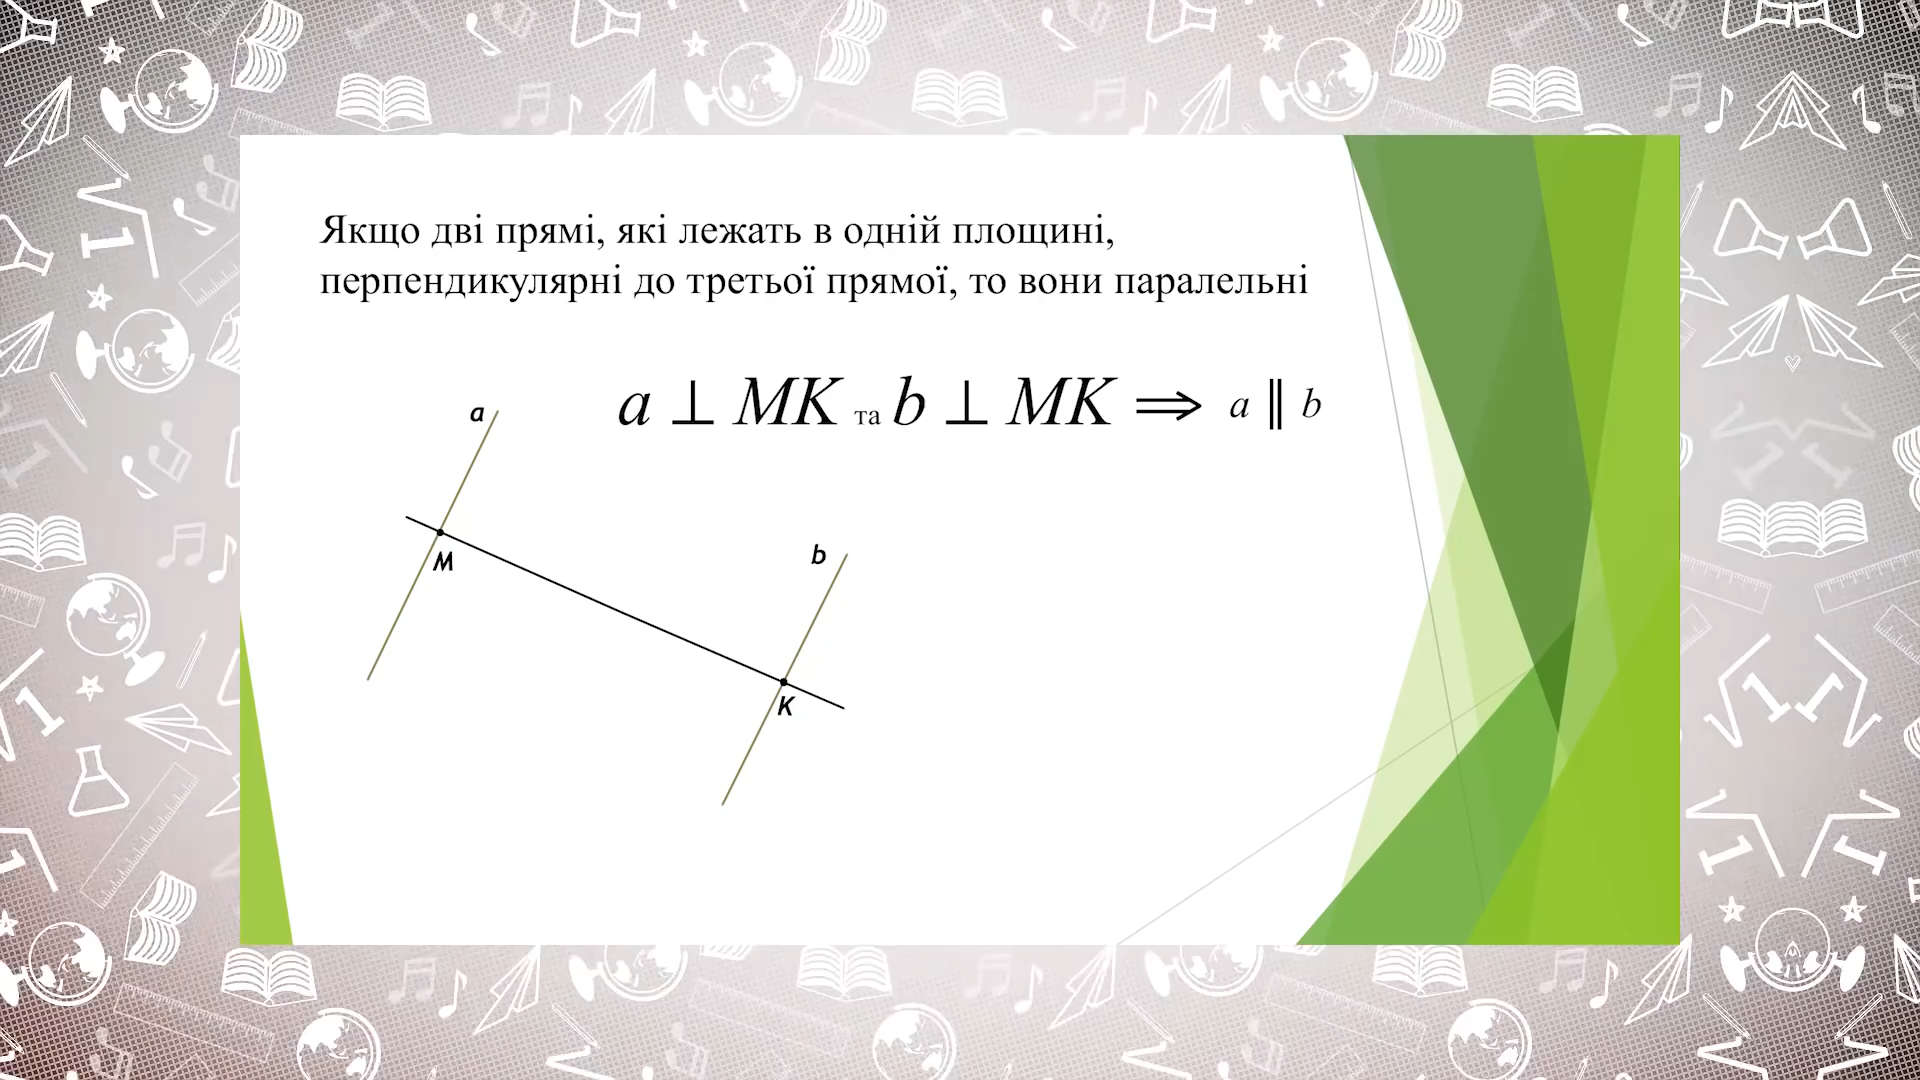 Якщо дві прямі, які лежать в одній площині,
перпендикулярні до третьої прямої, то вони паралельні
a ⊥ MK та b ⊥ MK ⟹ a ∥ b
a
M
b
K